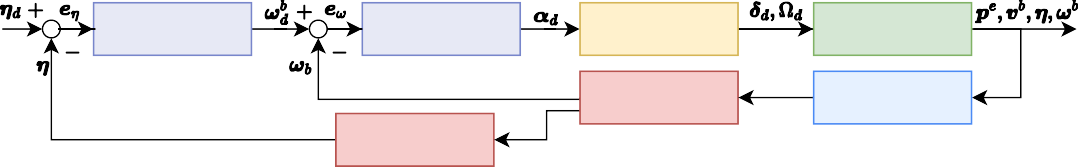 η_d + e_η ω_d^b + e_ω α_d δ_d, Ω_d p^e, v^b, η, ω^b
− −
η ω_b